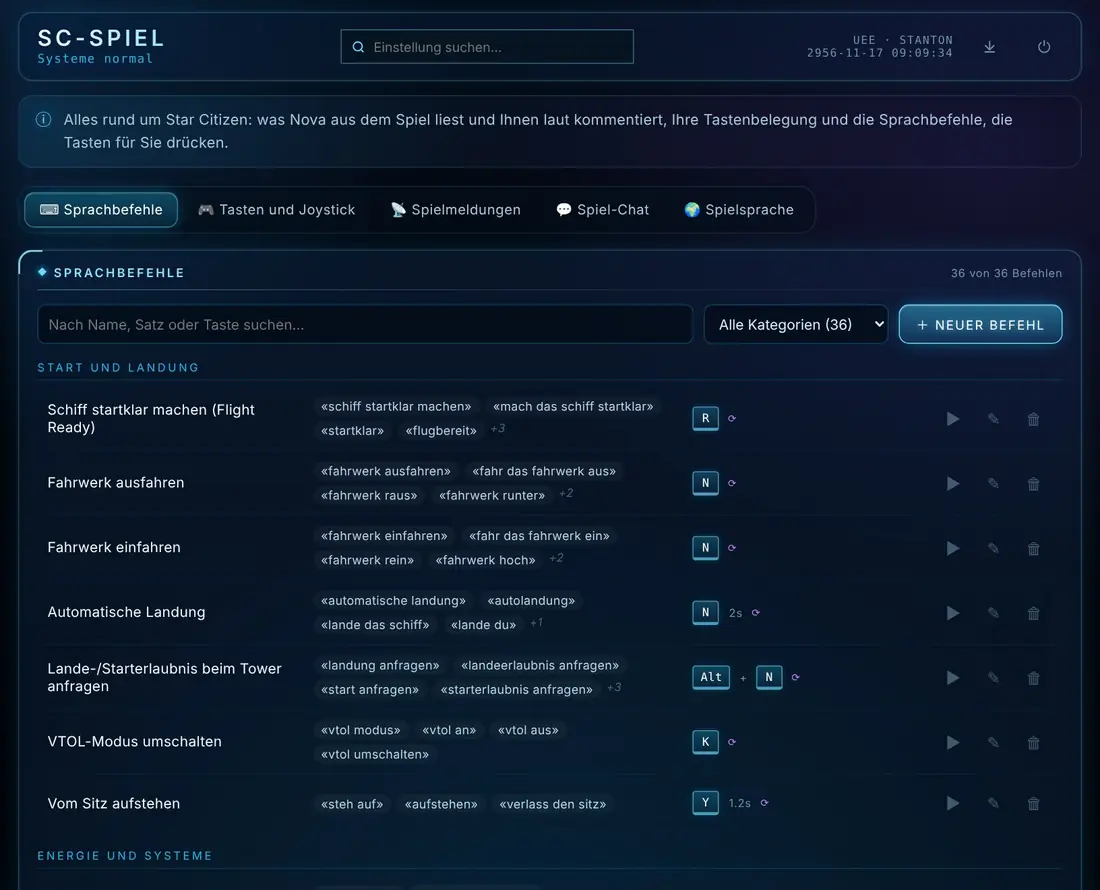 SC-SPIEL
Systeme normal
Einstellung suchen...
UEE · STANTON
2956-11-17 09:09:34
Alles rund um Star Citizen: was Nova aus dem Spiel liest und Ihnen laut kommentiert, Ihre Tastenbelegung und die Sprachbefehle, die
Tasten für Sie drücken.
Sprachbefehle
Tasten und Joystick
Spielmeldungen
Spiel-Chat
Spielsprache
SPRACHBEFEHLE
36 von 36 Befehlen
Nach Name, Satz oder Taste suchen...
Alle Kategorien (36)
+ NEUER BEFEHL
START UND LANDUNG
Schiff startklar machen (Flight
Ready)
«schiff startklar machen» «mach das schiff startklar»
«startklar» «flugbereit» +3
R
Fahrwerk ausfahren
«fahrwerk ausfahren» «fahr das fahrwerk aus»
«fahrwerk raus» «fahrwerk runter» +2
N
Fahrwerk einfahren
«fahrwerk einfahren» «fahr das fahrwerk ein»
«fahrwerk rein» «fahrwerk hoch» +2
N
Automatische Landung
«automatische landung» «autolandung»
«lande das schiff» «lande du» +1
N 2s
Lande-/Starterlaubnis beim Tower
anfragen
«landung anfragen» «landeerlaubnis anfragen»
«start anfragen» «starterlaubnis anfragen» +3
Alt + N
VTOL-Modus umschalten
«vtol modus» «vtol an» «vtol aus»
«vtol umschalten»
K
Vom Sitz aufstehen
«steh auf» «aufstehen» «verlass den sitz»
Y 1.2s
ENERGIE UND SYSTEME